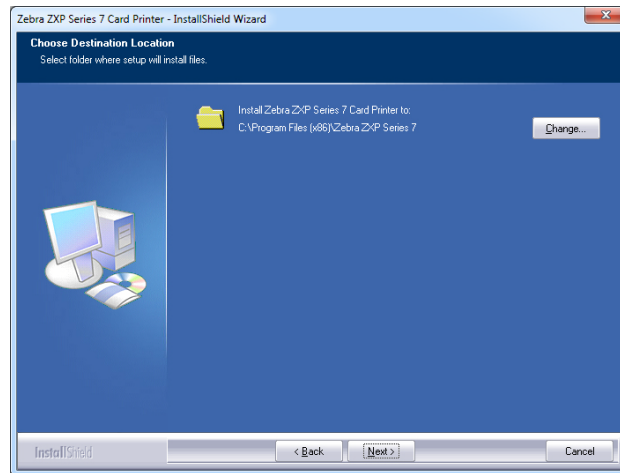 Zebra ZXP Series 7 Card Printer - InstallShield Wizard
Choose Destination Location
Select folder where setup will install files.
Install Zebra ZXP Series 7 Card Printer to:
C:\Program Files (x86)\Zebra ZXP Series 7
Change...
InstallShield
< Back
Next >
Cancel